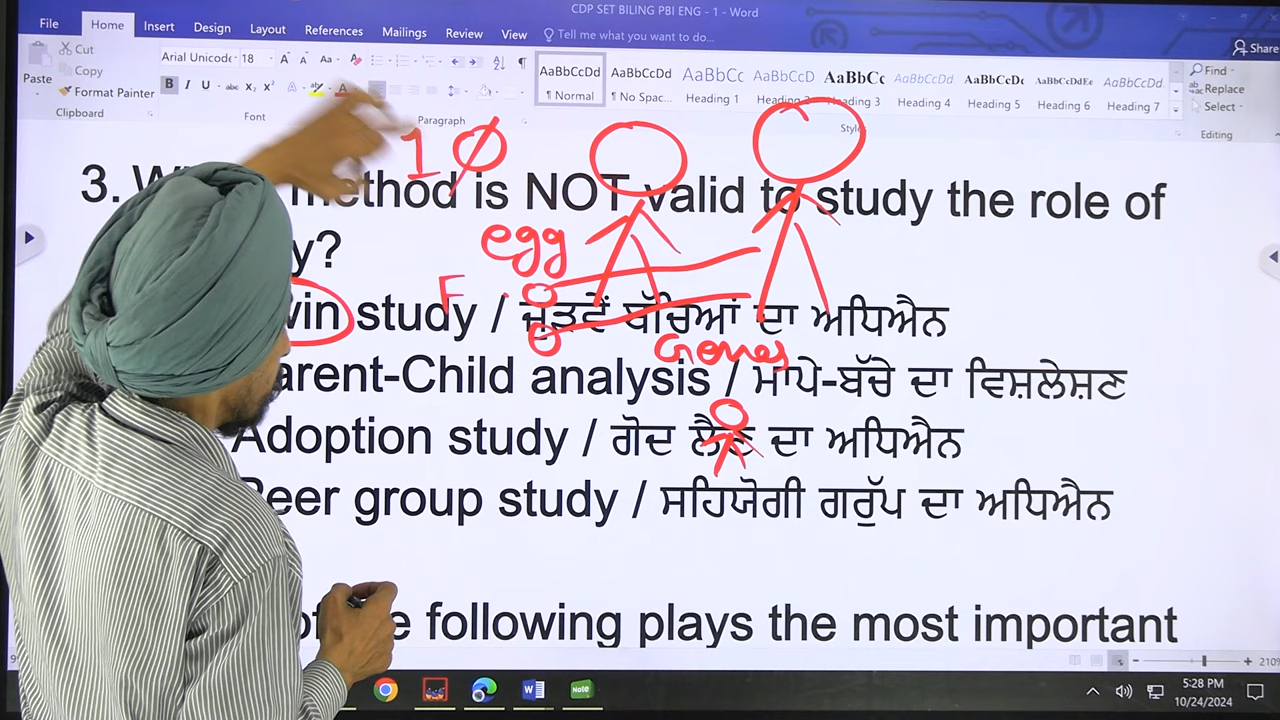 CDP SET BILING PBI ENG - 1 - Word
File Home Insert Design Layout References Mailings Review View Tell me what you want to do... Share
Cut
Copy
Format Painter
Paste
Clipboard
Arial Unicode 18
Font
Paragraph
AaBbCcDd AaBbCcDd AaBbCc AaBbCcD AaBbCc AaBbCcDd AaBbCcDc AaBbCcDdEe AaBbCcDd
¶ Normal ¶ No Spac... Heading 1 Heading 2 Heading 3 Heading 4 Heading 5 Heading 6 Heading 7
Find
Replace
Select
Editing
1
3. method is NOT valid to study the role of
egg
F
study / ਜੁੜਵੇਂ ਬੱਚਿਆਂ ਦਾ ਅਧਿਐਨ
Genes
Parent-Child analysis / ਮਾਪੇ-ਬੱਚੇ ਦਾ ਵਿਸ਼ਲੇਸ਼ਣ
Adoption study / ਗੋਦ ਲੈਣ ਦਾ ਅਧਿਐਨ
Peer group study / ਸਹਿਯੋਗੀ ਗਰੁੱਪ ਦਾ ਅਧਿਐਨ
following plays the most important
210%
5:28 PM
10/24/2024